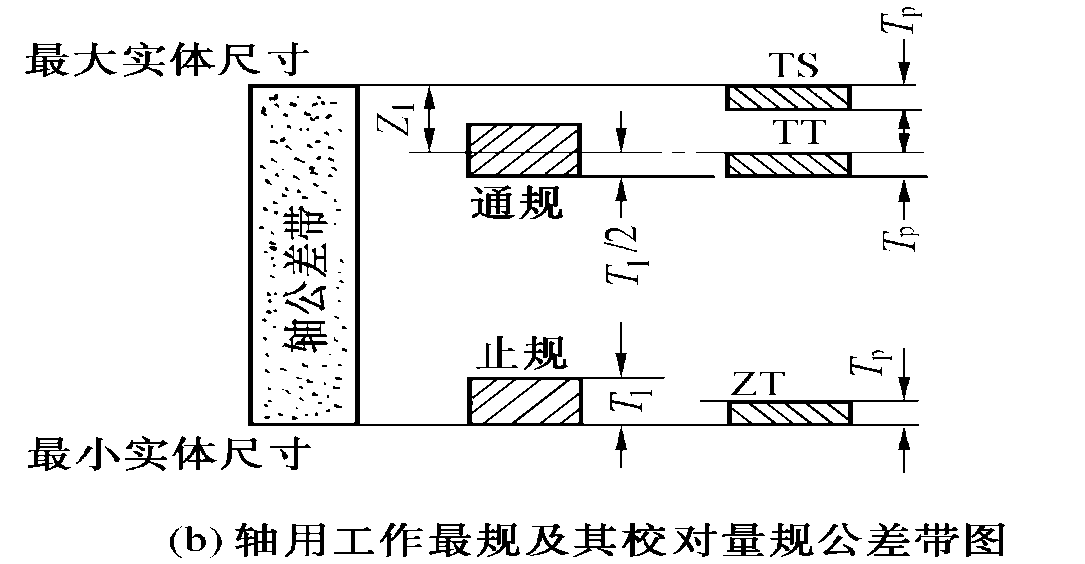 最大实体尺寸
Z₁
TS
Tₚ
TT
通规
轴公差带
T₁/2
Tₚ
止规
T₁
ZT
Tₚ
最小实体尺寸
(b) 轴用工作最规及其校对量规公差带图